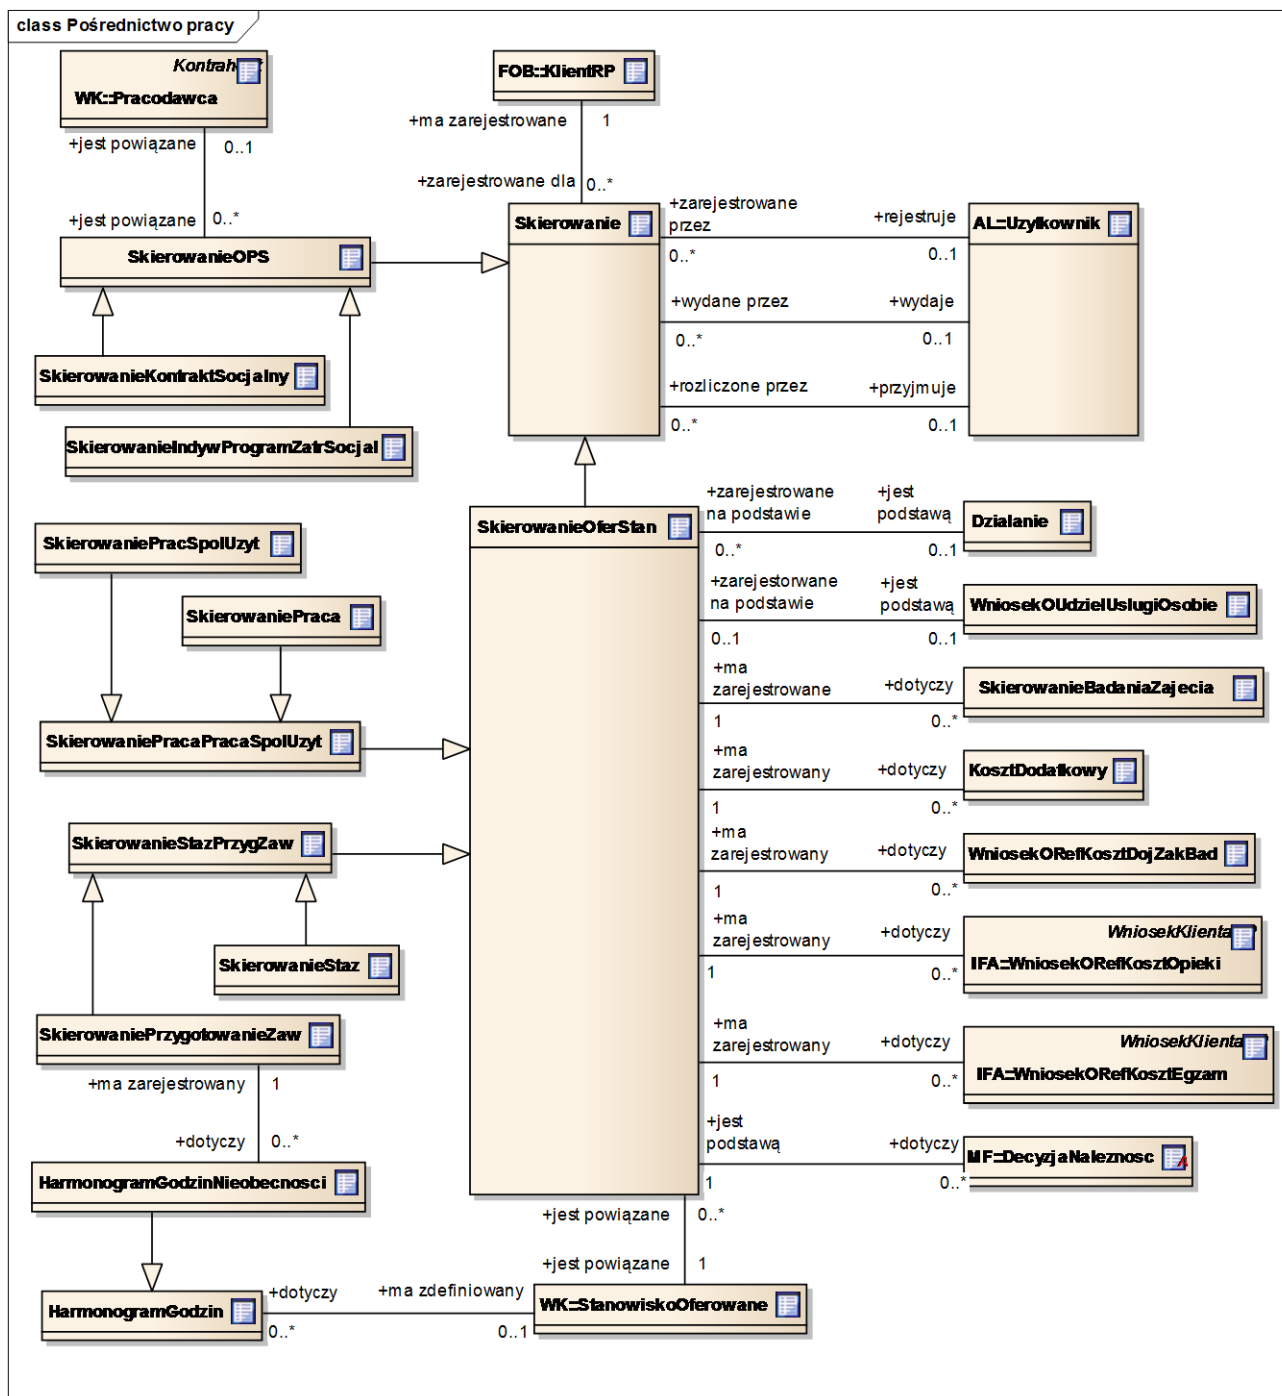 class Pośrednictwo pracy
WK::Pracodawca
+jest powiązane
0..1
+jest powiązane
0..*
SkierowanieOPS
SkierowanieKontraktSocjalny
SkierowanieIndywProgramZatrSocjal
FOB::KlientRP
+ma zarejestrowane
1
+zarejestrowane dla
0..*
Skierowanie
+zarejestrowane
przez
0..*
+rejestruje
0..1
AL::Uzytkownik
+wydane przez
0..*
+wydaje
0..1
+rozliczone przez
0..*
+przyjmuje
0..1
SkierowaniePracSpolUzyt
SkierowaniePraca
SkierowaniePracaPracaSpolUzyt
SkierowanieStazPrzygZaw
SkierowanieStaz
SkierowaniePrzygotowanieZaw
+ma zarejestrowany
1
+dotyczy
0..*
HarmonogramGodzinNieobecnosci
HarmonogramGodzin
+dotyczy
0..*
+ma zdefiniowany
0..1
WK::StanowiskoOferowane
SkierowanieOferStan
+jest powiązane
0..*
+jest powiązane
1
+zarejestrowane
na podstawie
0..*
+jest
podstawą
0..1
Dzialanie
+zarejestorwane
na podstawie
0..1
+jest
podstawą
0..1
WniosekOUdzielUslugiOsobie
+ma
zarejestrowane
1
+dotyczy
0..*
SkierowanieBadaniaZajecia
+ma
zarejestrowany
1
+dotyczy
0..*
KosztDodatkowy
+ma
zarejestrowany
1
+dotyczy
0..*
WniosekORefKosztDojZakBad
+ma
zarejestrowany
1
+dotyczy
0..*
IFA::WniosekORefKosztOpieki
+ma
zarejestrowany
1
+dotyczy
0..*
IFA::WniosekORefKosztEgzam
+jest
podstawą
1
+dotyczy
0..*
MF::DecyzjaNaleznosc